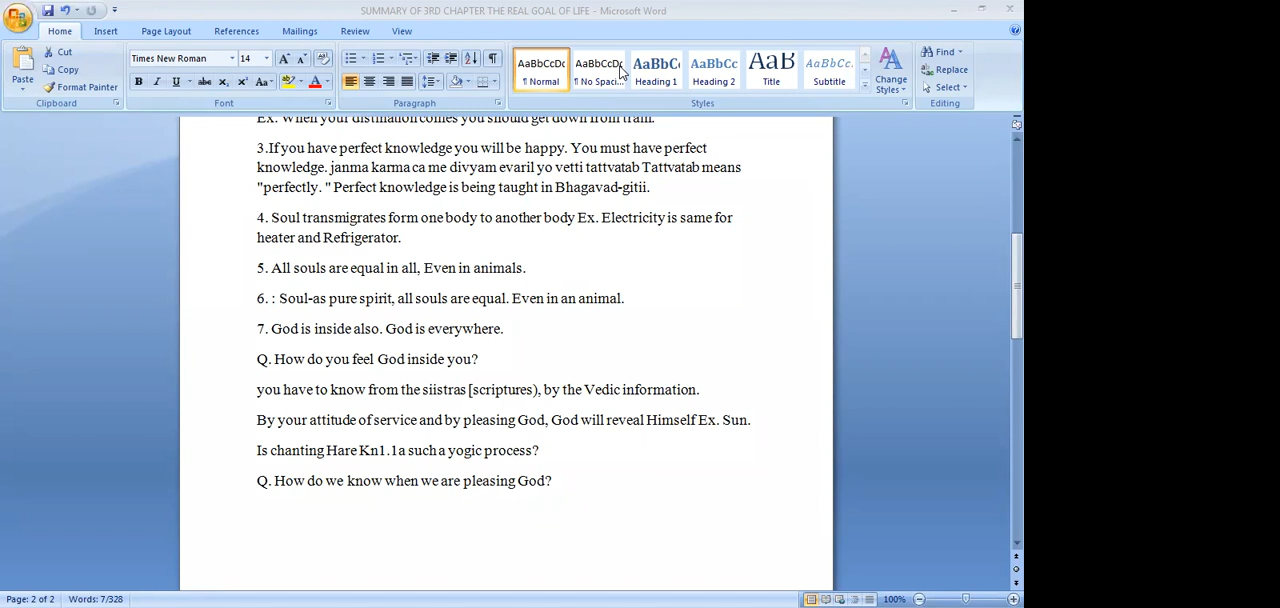 SUMMARY OF 3RD CHAPTER THE REAL GOAL OF LIFE - Microsoft Word
Home Insert Page Layout References Mailings Review View
Paste
Cut
Copy
Format Painter
Clipboard
Times New Roman 14
B I U abc x₂ x² Aa
Font
Paragraph
AaBbCcDc AaBbCcDc AaBbC( AaBbCc AaB AaBbCc.
¶ Normal ¶ No Spaci... Heading 1 Heading 2 Title Subtitle
Change Styles
Styles
Find
Replace
Select
Editing
Ex. When your distination comes you should get down from train.
3.If you have perfect knowledge you will be happy. You must have perfect
knowledge. janma karma ca me divyam evaril yo vetti tattvatab Tattvatab means
"perfectly. " Perfect knowledge is being taught in Bhagavad-gitii.
4. Soul transmigrates form one body to another body Ex. Electricity is same for
heater and Refrigerator.
5. All souls are equal in all, Even in animals.
6. : Soul-as pure spirit, all souls are equal. Even in an animal.
7. God is inside also. God is everywhere.
Q. How do you feel God inside you?
you have to know from the siistras [scriptures), by the Vedic information.
By your attitude of service and by pleasing God, God will reveal Himself Ex. Sun.
Is chanting Hare Kn1.1a such a yogic process?
Q. How do we know when we are pleasing God?
Page: 2 of 2 Words: 7/328 100%